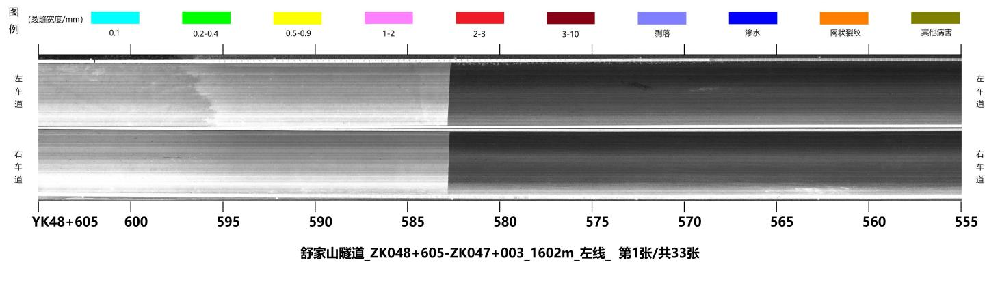 图例 (裂缝宽度/mm) 0.1 0.2-0.4 0.5-0.9 1-2 2-3 3-10 剥落 渗水 网状裂纹 其他病害
左车道 左车道
右车道 右车道
YK48+605 600 595 590 585 580 575 570 565 560 555
舒家山隧道_ZK048+605-ZK047+003_1602m_左线_ 第1张/共33张